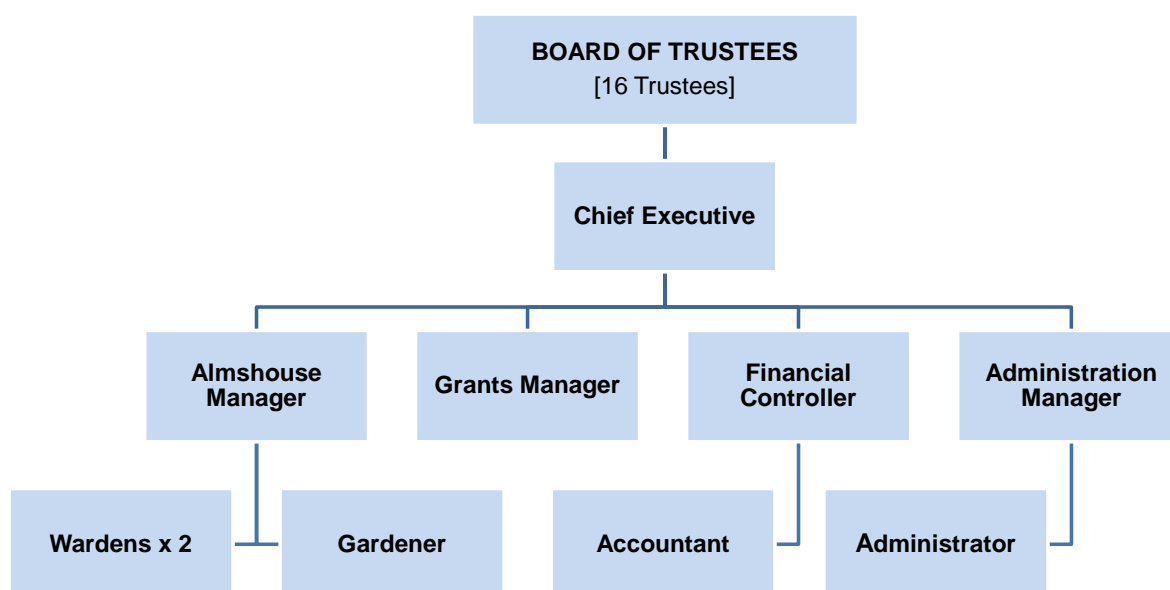 BOARD OF TRUSTEES
[16 Trustees]
Chief Executive
Almshouse
Manager
Grants Manager
Financial
Controller
Administration
Manager
Wardens x 2
Gardener
Accountant
Administrator